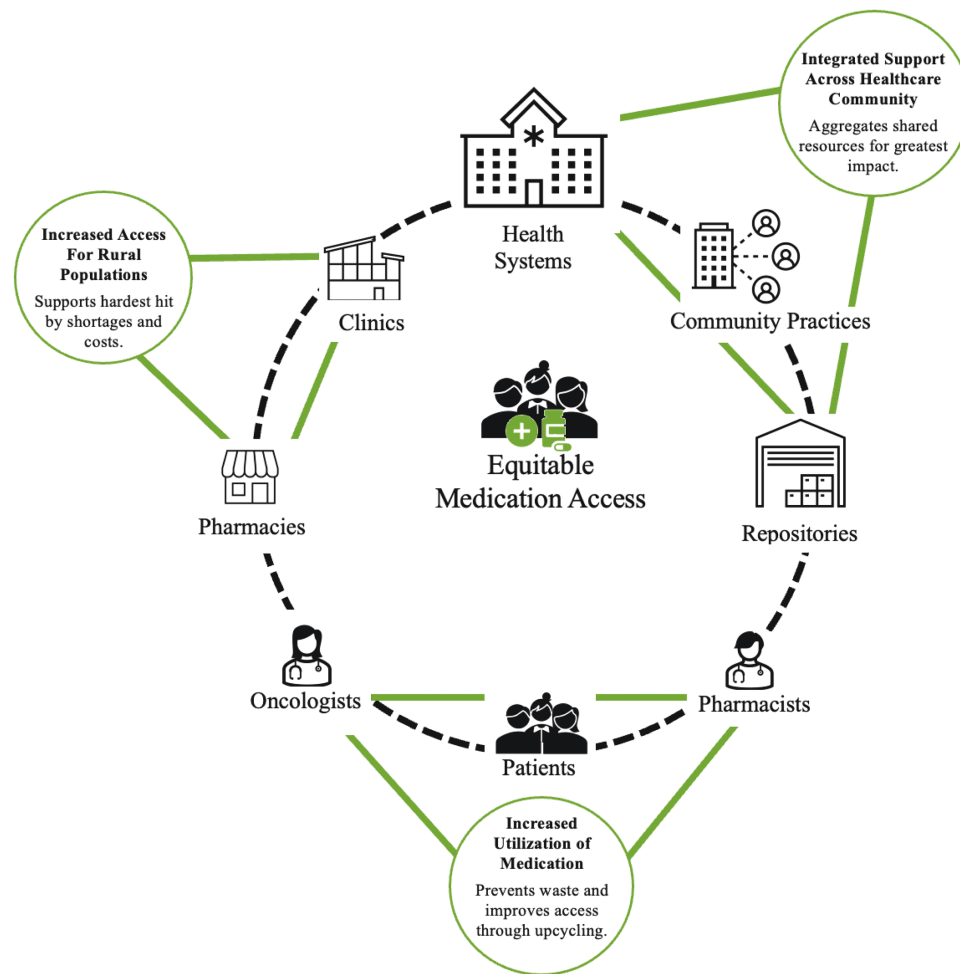 Integrated Support
Across Healthcare
Community
Aggregates shared
resources for greatest
impact.
Health
Systems
Increased Access
For Rural
Populations
Supports hardest hit
by shortages and
costs.
Clinics
Community Practices
Equitable
Medication Access
Pharmacies
Repositories
Oncologists
Pharmacists
Patients
Increased
Utilization of
Medication
Prevents waste and
improves access
through upcycling.